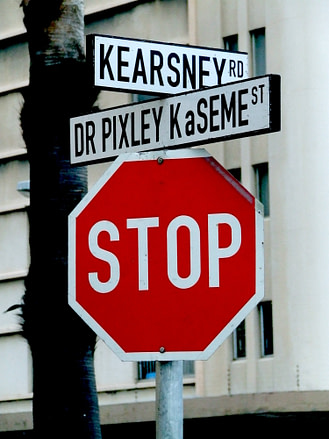 KEARSNEY RD
DR PIXLEY KaSEME ST
STOP